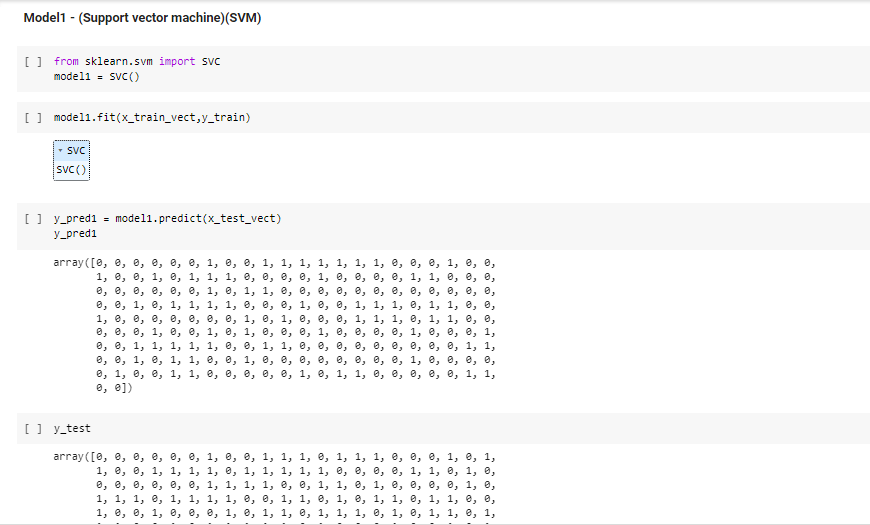 Model1 - (Support vector machine)(SVM)
[ ] from sklearn.svm import SVC
model1 = SVC()
[ ] model1.fit(x_train_vect,y_train)
▾ SVC
SVC()
[ ] y_pred1 = model1.predict(x_test_vect)
y_pred1
array([0, 0, 0, 0, 0, 0, 1, 0, 0, 1, 1, 1, 1, 1, 1, 1, 0, 0, 0, 1, 0, 0,
1, 0, 0, 1, 0, 1, 1, 1, 0, 0, 0, 0, 1, 0, 0, 0, 0, 1, 1, 0, 0, 0,
0, 0, 0, 0, 0, 0, 1, 0, 1, 1, 0, 0, 0, 0, 0, 0, 0, 0, 0, 0, 0, 0,
0, 0, 1, 0, 1, 1, 1, 1, 0, 0, 0, 1, 0, 0, 1, 1, 1, 0, 1, 1, 0, 0,
1, 0, 0, 0, 0, 0, 0, 0, 1, 0, 1, 0, 0, 0, 1, 1, 1, 0, 1, 1, 0, 0,
0, 0, 0, 1, 0, 0, 1, 0, 1, 0, 0, 0, 1, 0, 0, 0, 0, 1, 0, 0, 0, 1,
0, 0, 1, 1, 1, 1, 1, 0, 0, 1, 1, 0, 0, 0, 0, 0, 0, 0, 0, 0, 1, 1,
0, 0, 1, 0, 1, 1, 0, 0, 1, 0, 0, 0, 0, 0, 0, 0, 0, 1, 0, 0, 0, 0,
0, 1, 0, 0, 1, 1, 0, 0, 0, 0, 0, 1, 0, 1, 1, 0, 0, 0, 0, 0, 1, 1,
0, 0])
[ ] y_test
array([0, 0, 0, 0, 0, 0, 1, 0, 0, 1, 1, 1, 0, 1, 1, 1, 0, 0, 0, 1, 0, 1,
1, 0, 0, 1, 1, 1, 1, 0, 1, 1, 1, 1, 1, 0, 0, 0, 0, 1, 1, 0, 1, 0,
0, 0, 0, 0, 0, 0, 1, 1, 1, 1, 0, 0, 1, 1, 0, 1, 0, 0, 0, 0, 1, 0,
1, 1, 1, 0, 1, 1, 1, 1, 0, 0, 1, 1, 0, 1, 0, 1, 1, 0, 1, 1, 0, 0,
1, 0, 0, 1, 0, 0, 0, 1, 0, 1, 1, 0, 1, 1, 1, 0, 1, 0, 1, 1, 0, 1,